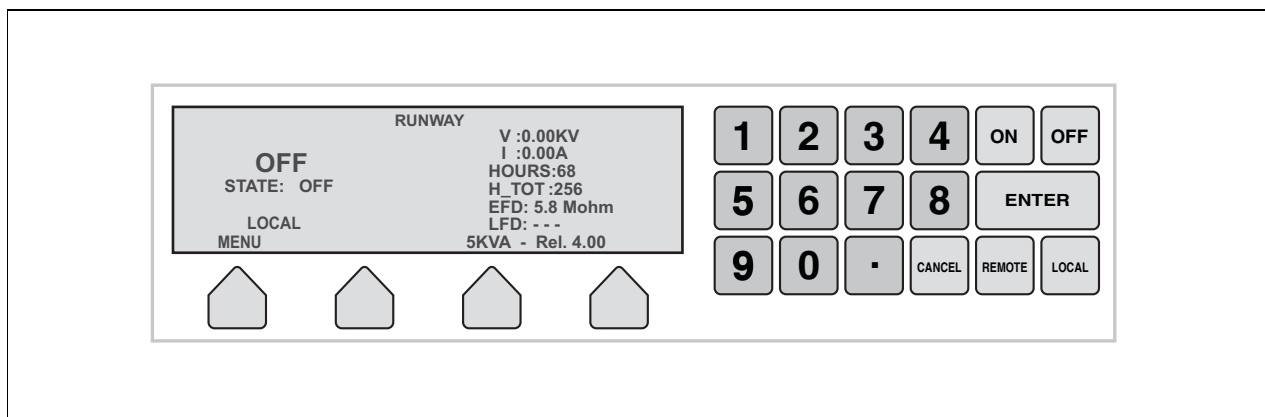 RUNWAY
V :0.00KV
I :0.00A
OFF
HOURS:68
STATE: OFF
H_TOT :256
EFD: 5.8 Mohm
LOCAL
LFD: - - -
MENU
5KVA - Rel. 4.00
1 2 3 4 ON OFF
5 6 7 8 ENTER
9 0 . CANCEL REMOTE LOCAL